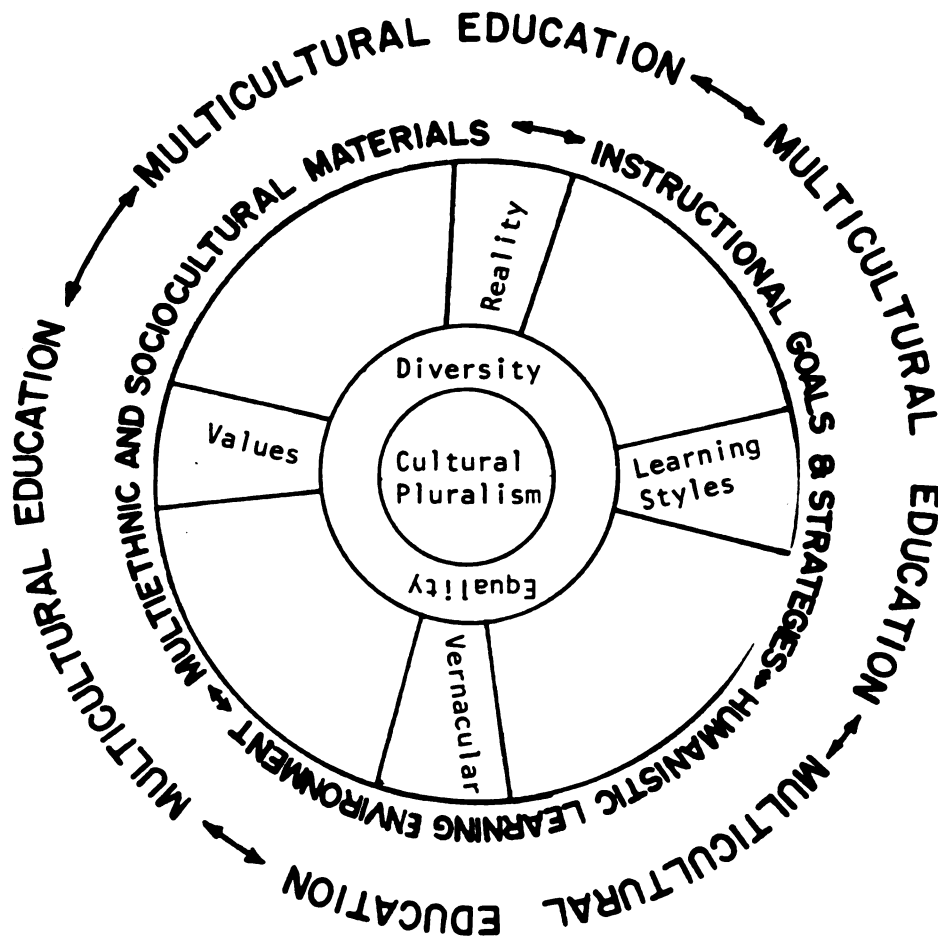 MULTICULTURAL EDUCATION
MULTICULTURAL EDUCATION
MULTICULTURAL EDUCATION
MULTICULTURAL EDUCATION
MULTIETHNIC AND SOCIOCULTURAL MATERIALS
INSTRUCTIONAL GOALS & STRATEGIES
HUMANISTIC LEARNING ENVIRONMENT
Reality
Diversity
Values
Cultural
Pluralism
Learning
Styles
Equality
Vernacular